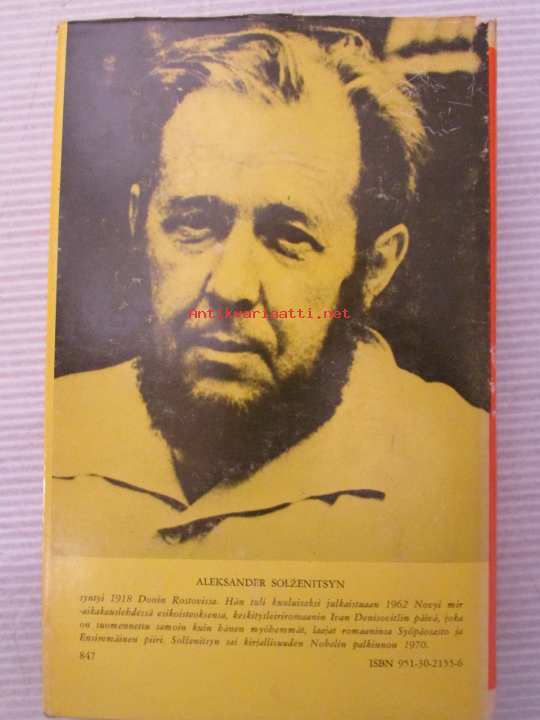 Antikvariaatti.net
ALEKSANDER SOLŽENITSYN
syntyi 1918 Donin Rostovissa. Hän tuli kuuluisaksi julkaistuaan 1962 Novyi mir
-aikakauslehdessä esikoisteoksensa, keskitysleiriromaanin Ivan Denisovitšin päivä, joka
on suomennettu samoin kuin hänen myöhemmät, laajat romaaninsa Syöpäosasto ja
Ensimmäinen piiri. Solženitsyn sai kirjallisuuden Nobelin palkinnon 1970.
847
ISBN 951-30-2155-6